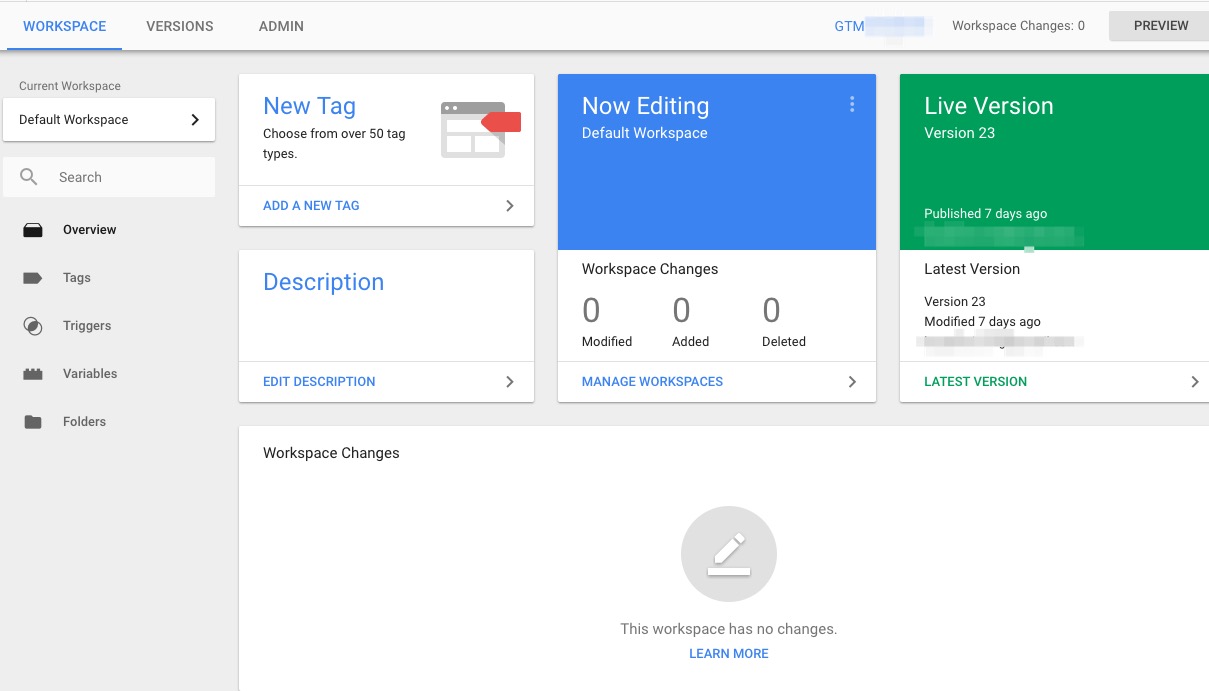 WORKSPACE
VERSIONS
ADMIN
GTM
Workspace Changes: 0
PREVIEW
Current Workspace
Default Workspace
Search
Overview
Tags
Triggers
Variables
Folders
New Tag
Choose from over 50 tag
types.
ADD A NEW TAG
Description
EDIT DESCRIPTION
Now Editing
Default Workspace
Workspace Changes
0 0 0
Modified Added Deleted
MANAGE WORKSPACES
Live Version
Version 23
Published 7 days ago
Latest Version
Version 23
Modified 7 days ago
LATEST VERSION
Workspace Changes
This workspace has no changes.
LEARN MORE